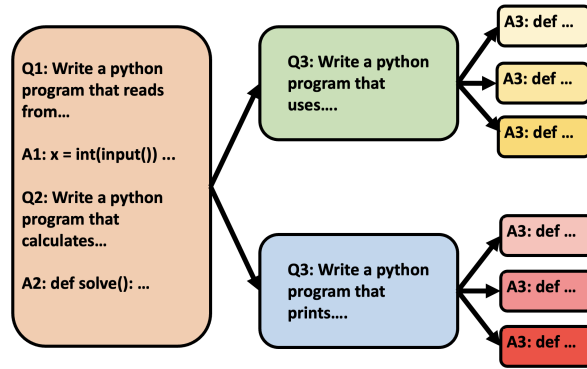 Q1: Write a python
program that reads
from...
A1: x = int(input()) ...
Q2: Write a python
program that
calculates...
A2: def solve(): ...
Q3: Write a python
program that
uses....
A3: def ...
A3: def ...
A3: def ...
Q3: Write a python
program that
prints....
A3: def ...
A3: def ...
A3: def ...